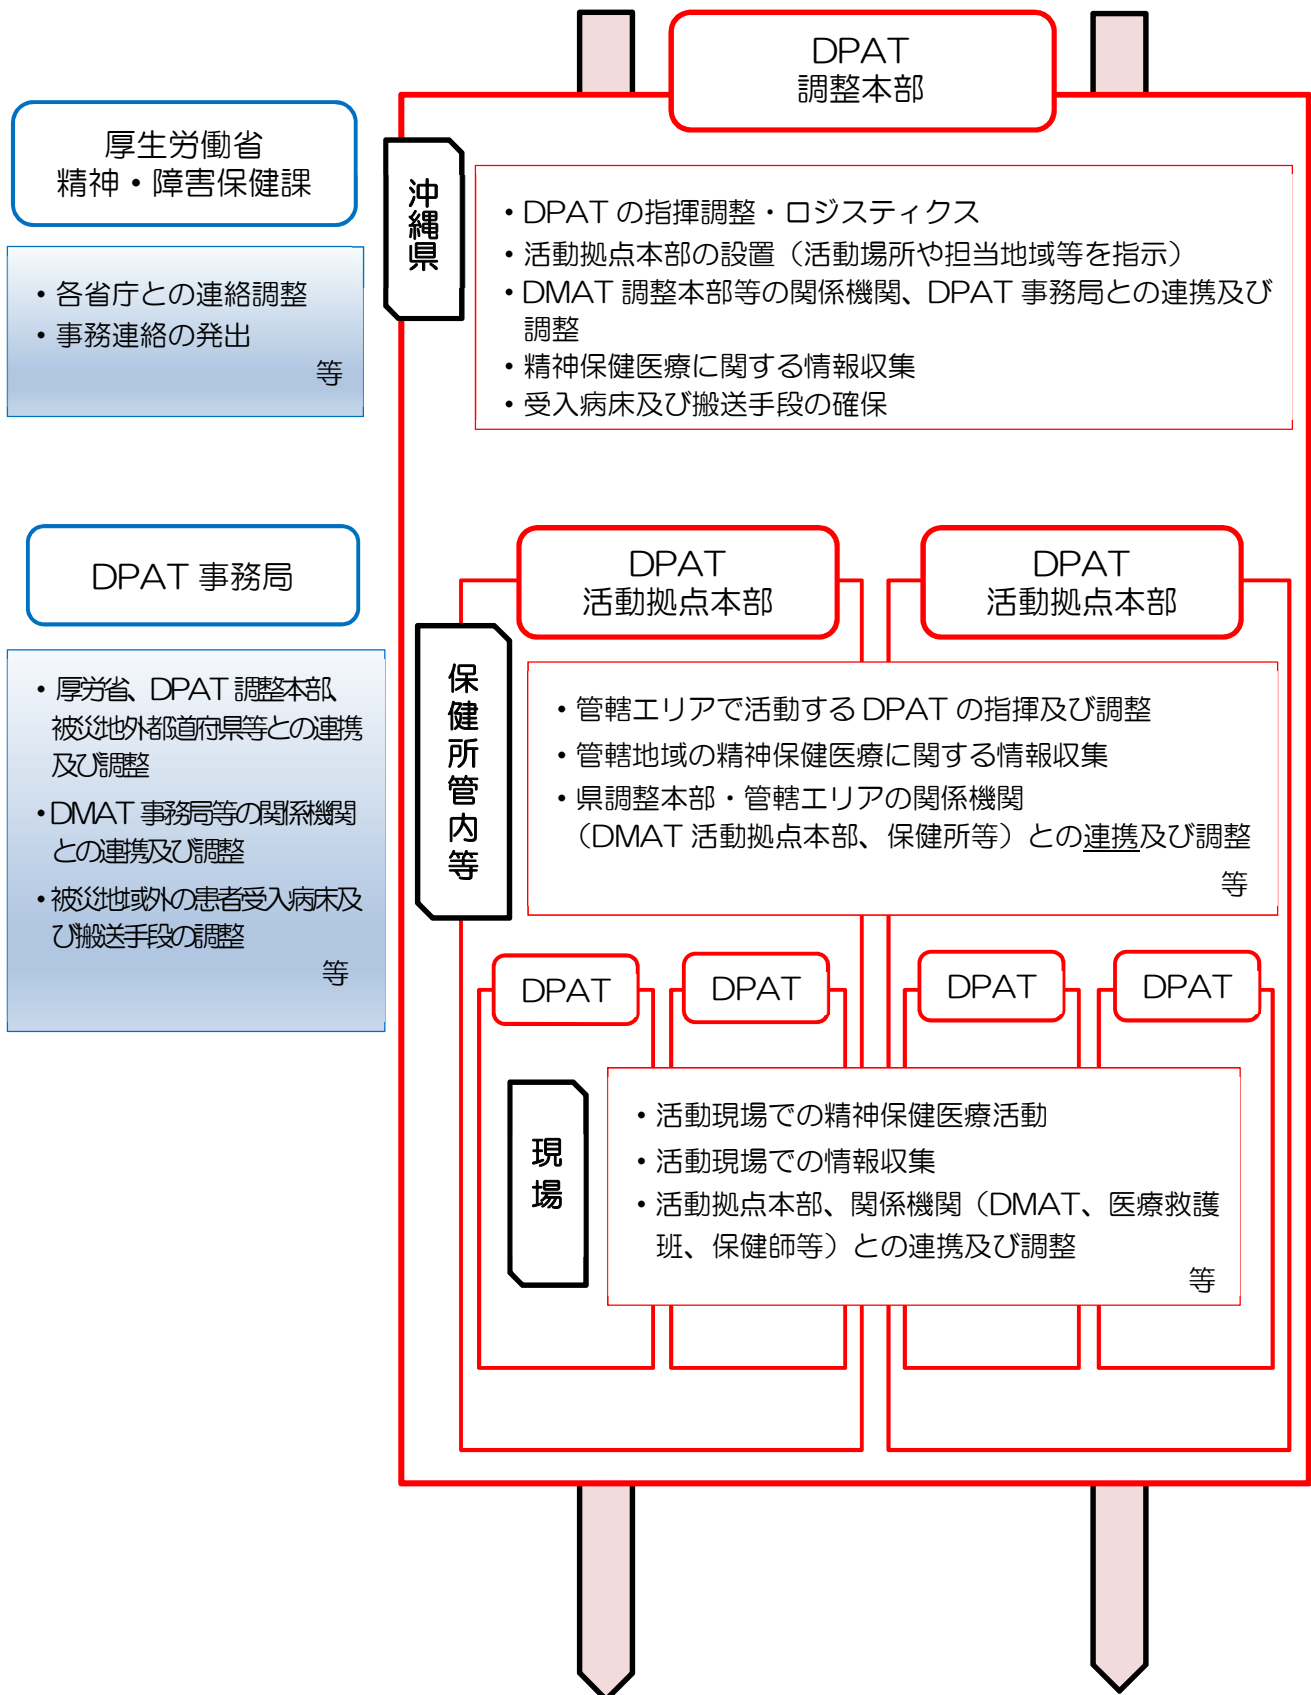 DPAT
調整本部
厚生労働省
精神・障害保健課
・各省庁との連絡調整
・事務連絡の発出
等
沖縄県
・DPAT の指揮調整・ロジスティクス
・活動拠点本部の設置（活動場所や担当地域等を指示）
・DMAT 調整本部等の関係機関、DPAT 事務局との連携及び
調整
・精神保健医療に関する情報収集
・受入病床及び搬送手段の確保
DPAT 事務局
・厚労省、DPAT 調整本部、
被災地外都道府県等との連携
及び調整
・DMAT 事務局等の関係機関
との連携及び調整
・被災地域外の患者受入病床及
び搬送手段の調整
等
DPAT
活動拠点本部
DPAT
活動拠点本部
保健所管内等
・管轄エリアで活動する DPAT の指揮及び調整
・管轄地域の精神保健医療に関する情報収集
・県調整本部・管轄エリアの関係機関
（DMAT 活動拠点本部、保健所等）との連携及び調整
等
DPAT
DPAT
DPAT
DPAT
現場
・活動現場での精神保健医療活動
・活動現場での情報収集
・活動拠点本部、関係機関（DMAT、医療救護
班、保健師等）との連携及び調整
等